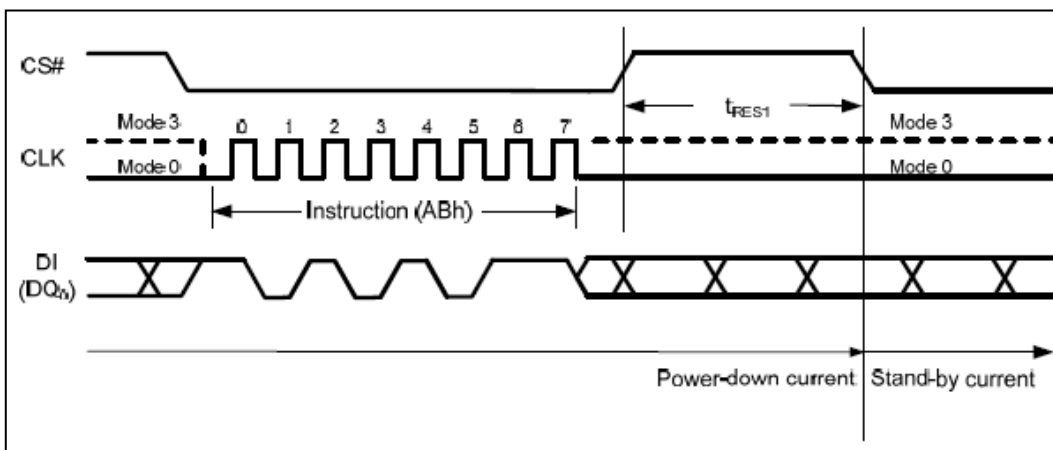 CS#
tRES1
Mode 3
0 1 2 3 4 5 6 7
Mode 3
CLK
Mode 0
Mode 0
Instruction (ABh)
DI
(DQ0)
Power-down current
Stand-by current